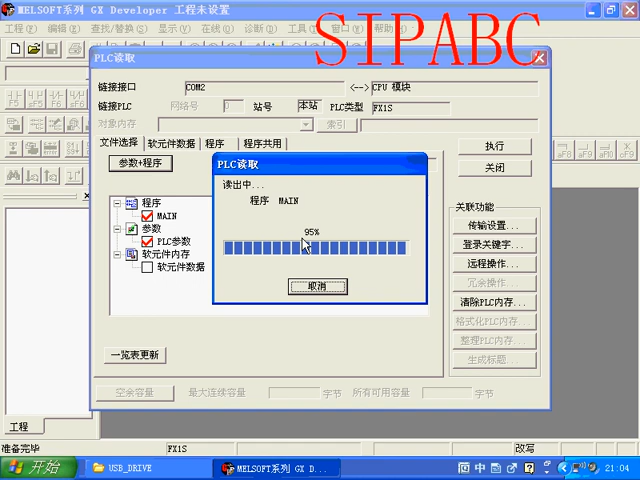 MELSOFT系列 GX Developer 工程未设置
SIPABC
工程(F) 编辑(E) 查找/替换(S) 显示(V) 在线(O) 诊断(D) 工具(T) 窗口(W) 帮助(H)
PLC读取
链接接口 COM2 <--> CPU 模块
链接PLC 网络号 站号 本站 PLC类型 FX1S
对象内存 索引
文件选择 软元件数据 程序 程序共用
参数+程序
执行
关闭
程序
MAIN
参数
PLC参数
软元件内存
软元件数据
PLC读取
读出中...
程序 MAIN
95%
取消
关联功能
传输设置...
登录关键字...
远程操作...
冗余操作...
清除PLC内存...
格式化PLC内存...
整理PLC内存...
生成标题...
一览表更新
空余容量 最大连续容量 字节 所有可用容量 字节
工程
准备完毕 FX1S 改写
开始 USB_DRIVE MELSOFT系列 GX D... 中 21:04